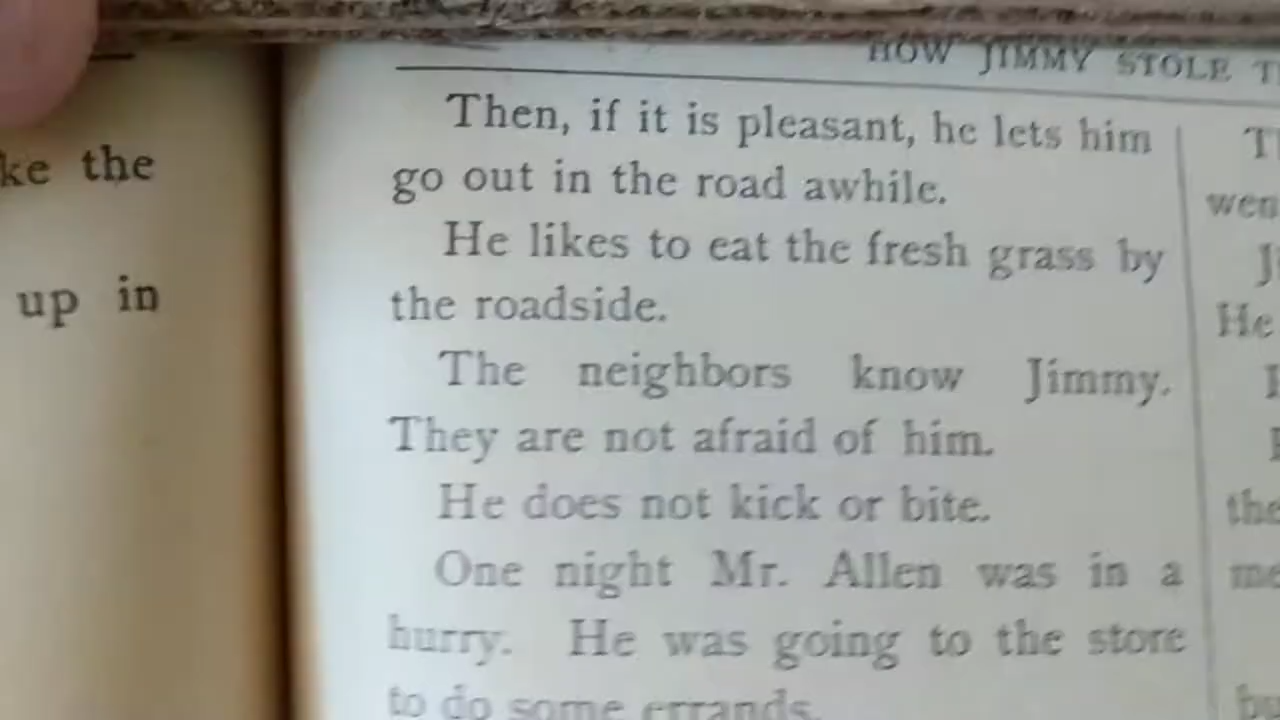 ke the
up in
HOW JIMMY STOLE
Then, if it is pleasant, he lets him
go out in the road awhile.
He likes to eat the fresh grass by
the roadside.
The neighbors know Jimmy.
They are not afraid of him.
He does not kick or bite.
One night Mr. Allen was in a
hurry. He was going to the store
to do some errands.
He